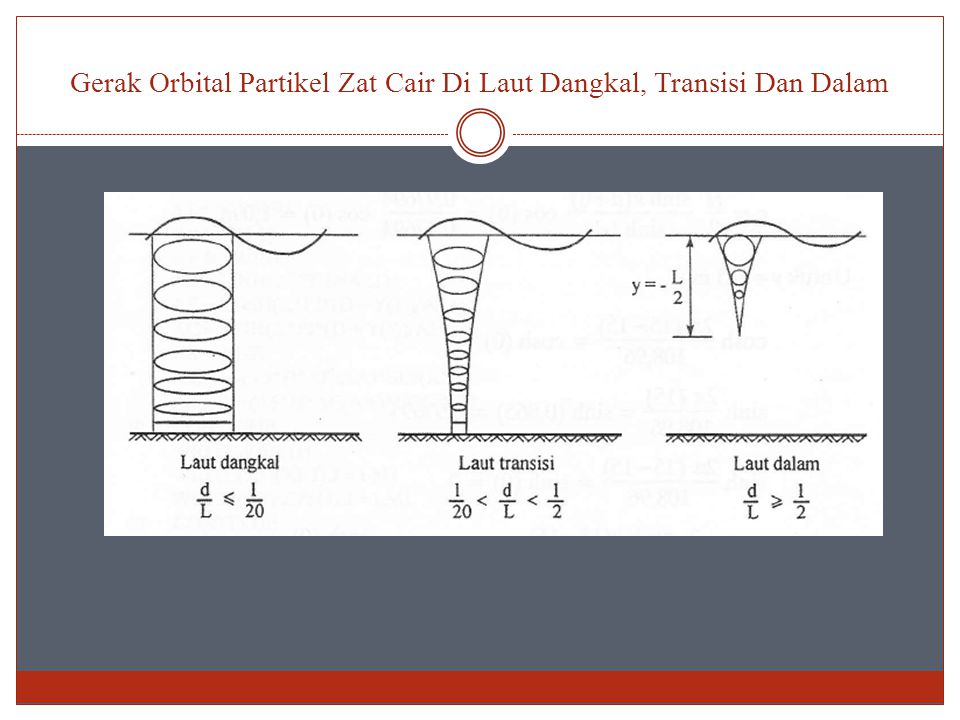 Gerak Orbital Partikel Zat Cair Di Laut Dangkal, Transisi Dan Dalam
y = - L/2
Laut dangkal
d/L ≤ 1/20
Laut transisi
1/20 < d/L < 1/2
Laut dalam
d/L ≥ 1/2